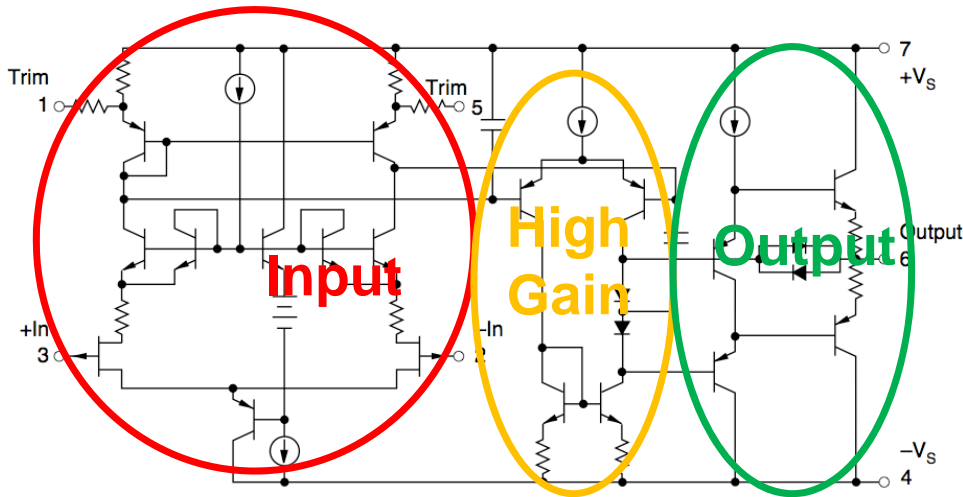 Trim
1
Trim
5
7
+VS
High
Gain
Output
Output
6
Input
+In
3
–In
2
–VS
4